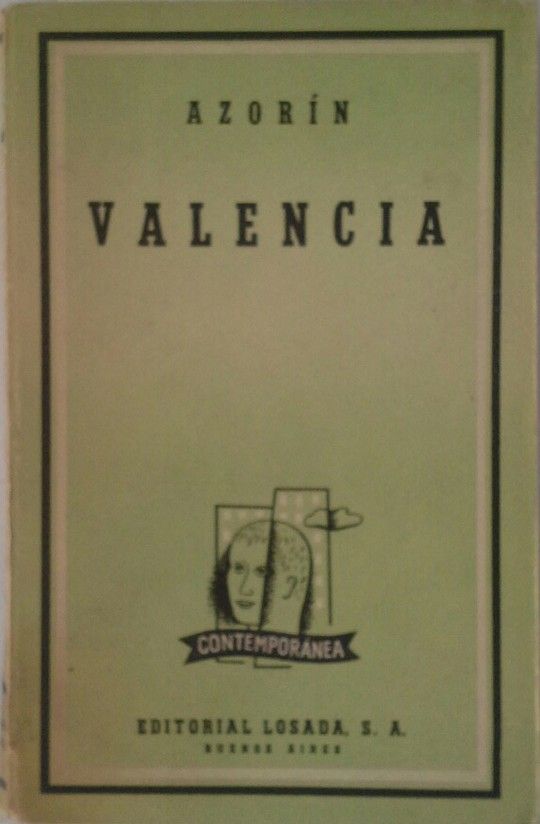 AZORÍN
VALENCIA
CONTEMPORÁNEA
EDITORIAL LOSADA, S. A.
BUENOS AIRES